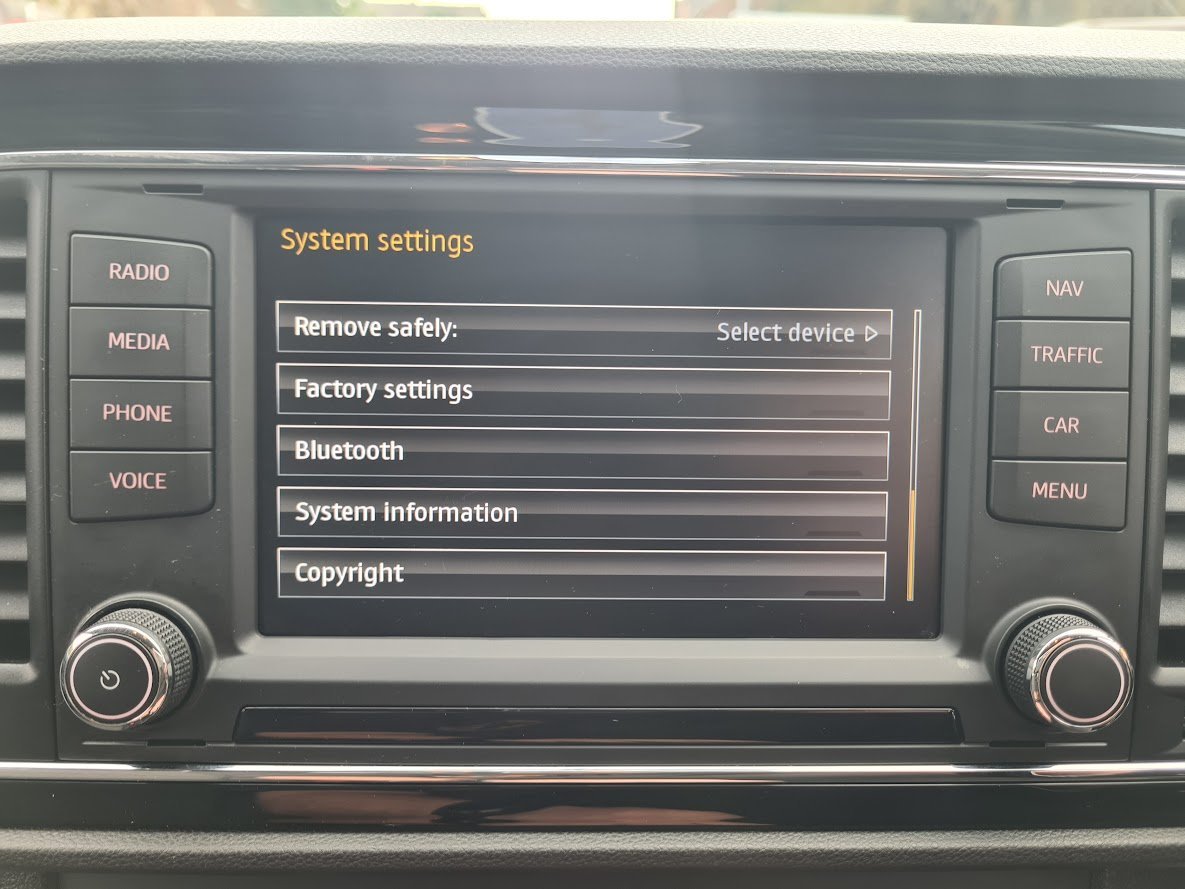 System settings
RADIO
MEDIA
PHONE
VOICE
Remove safely: Select device
Factory settings
Bluetooth
System information
Copyright
NAV
TRAFFIC
CAR
MENU